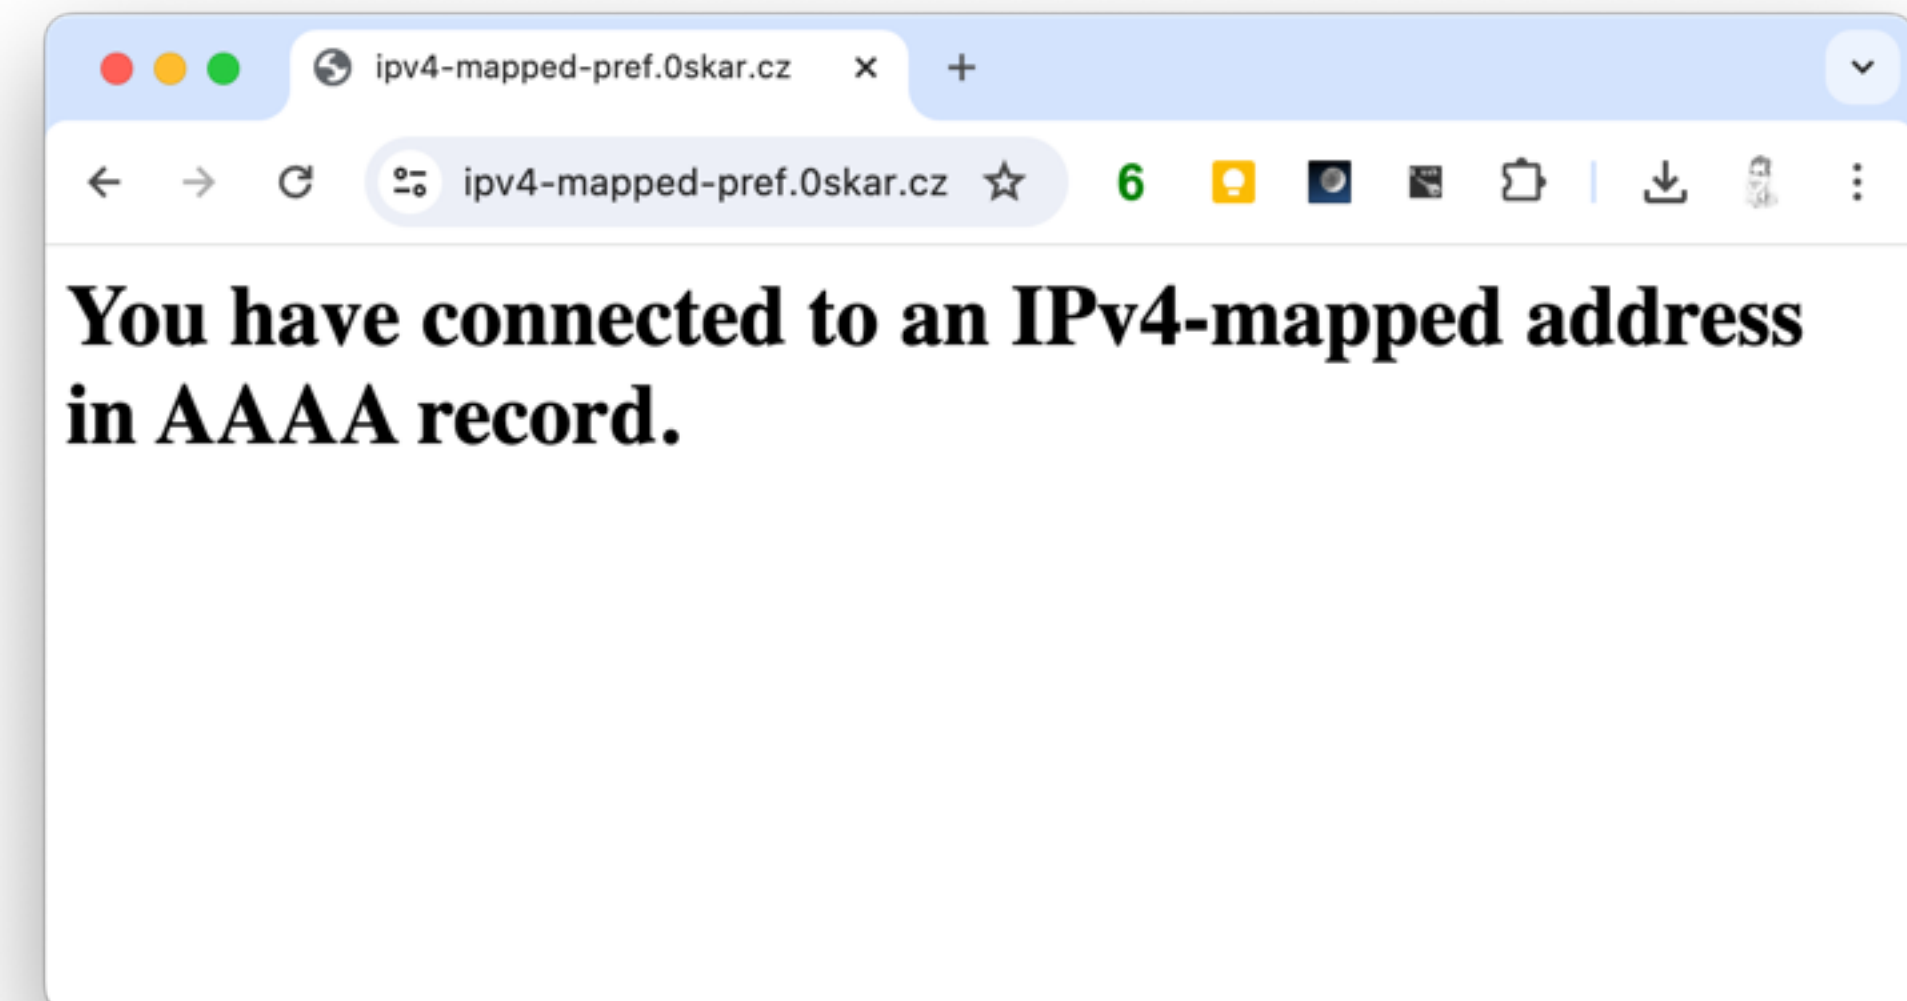 ipv4-mapped-pref.0skar.cz
ipv4-mapped-pref.0skar.cz 6
You have connected to an IPv4-mapped address
in AAAA record.